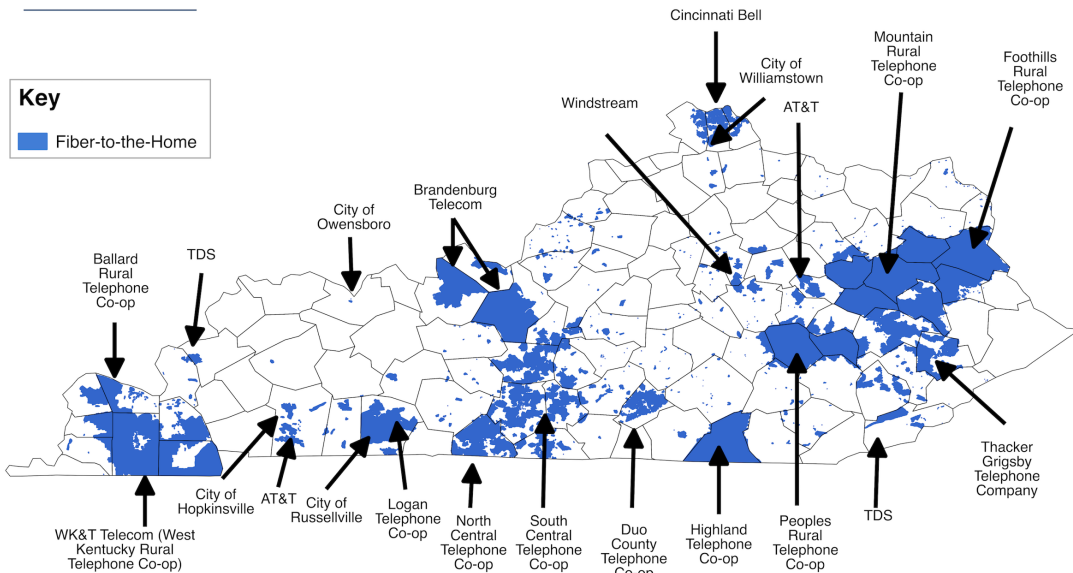 Cincinnati Bell
City of
Williamstown
Mountain
Rural
Telephone
Co-op
Foothills
Rural
Telephone
Co-op
Windstream
AT&T
Key
Fiber-to-the-Home
Brandenburg
Telecom
City of
Owensboro
TDS
Ballard
Rural
Telephone
Co-op
WK&T Telecom (West
Kentucky Rural
Telephone Co-op)
City of
Hopkinsville
AT&T
City of
Russellville
Logan
Telephone
Co-op
North
Central
Telephone
Co-op
South
Central
Telephone
Co-op
Duo
County
Telephone
Co-op
Highland
Telephone
Co-op
Peoples
Rural
Telephone
Co-op
TDS
Thacker
Grigsby
Telephone
Company